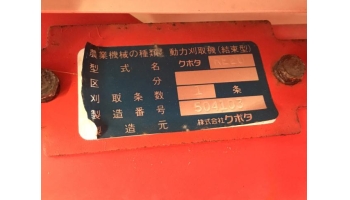 農業機械の種類 動力刈取機(結束型)
型式名 クボタ
区分
刈取条数 条
製造番号
造元 株式会社クボタ